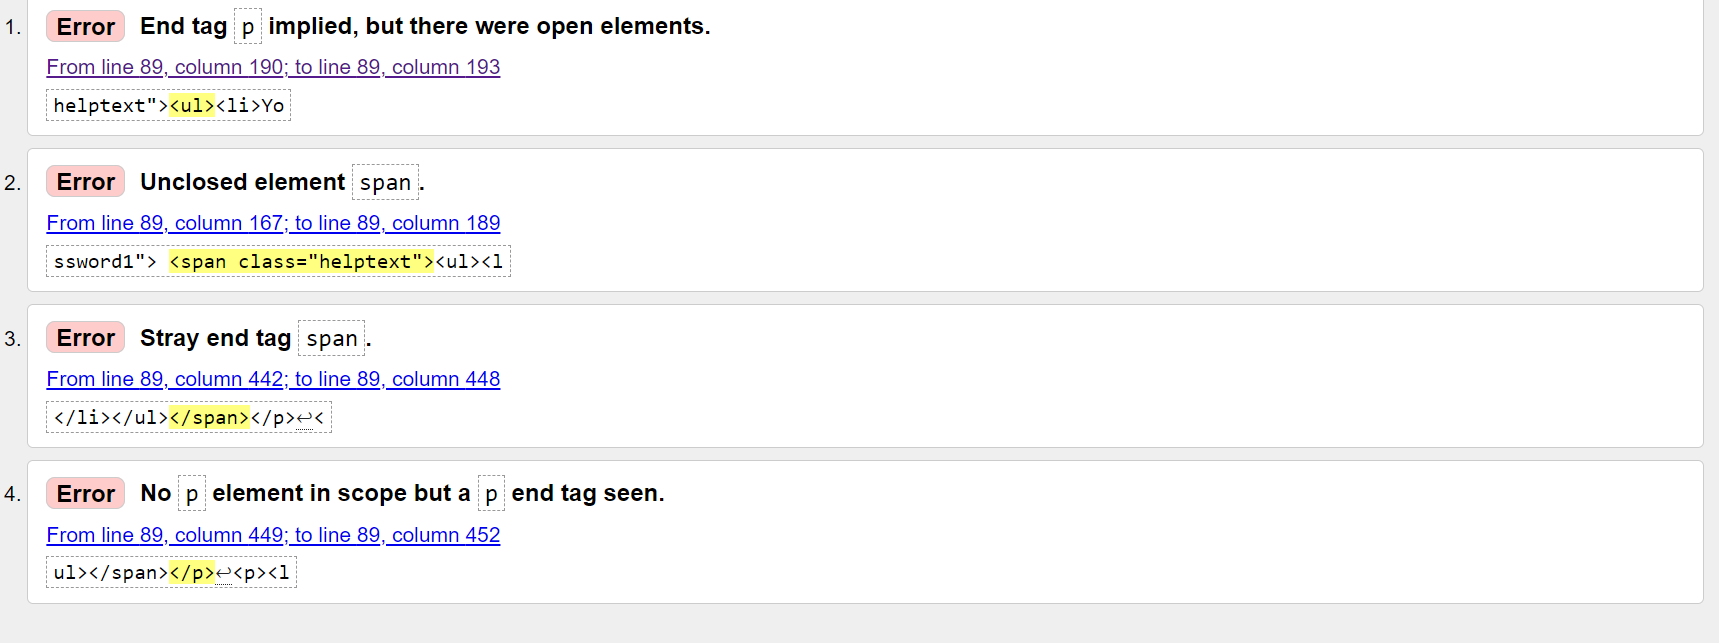 1. Error End tag p implied, but there were open elements.
From line 89, column 190; to line 89, column 193
helptext"><ul><li>Yo
2. Error Unclosed element span.
From line 89, column 167; to line 89, column 189
ssword1"> <span class="helptext"><ul><l
3. Error Stray end tag span.
From line 89, column 442; to line 89, column 448
</li></ul></span></p>↩<
4. Error No p element in scope but a p end tag seen.
From line 89, column 449; to line 89, column 452
ul></span></p>↩<p><l